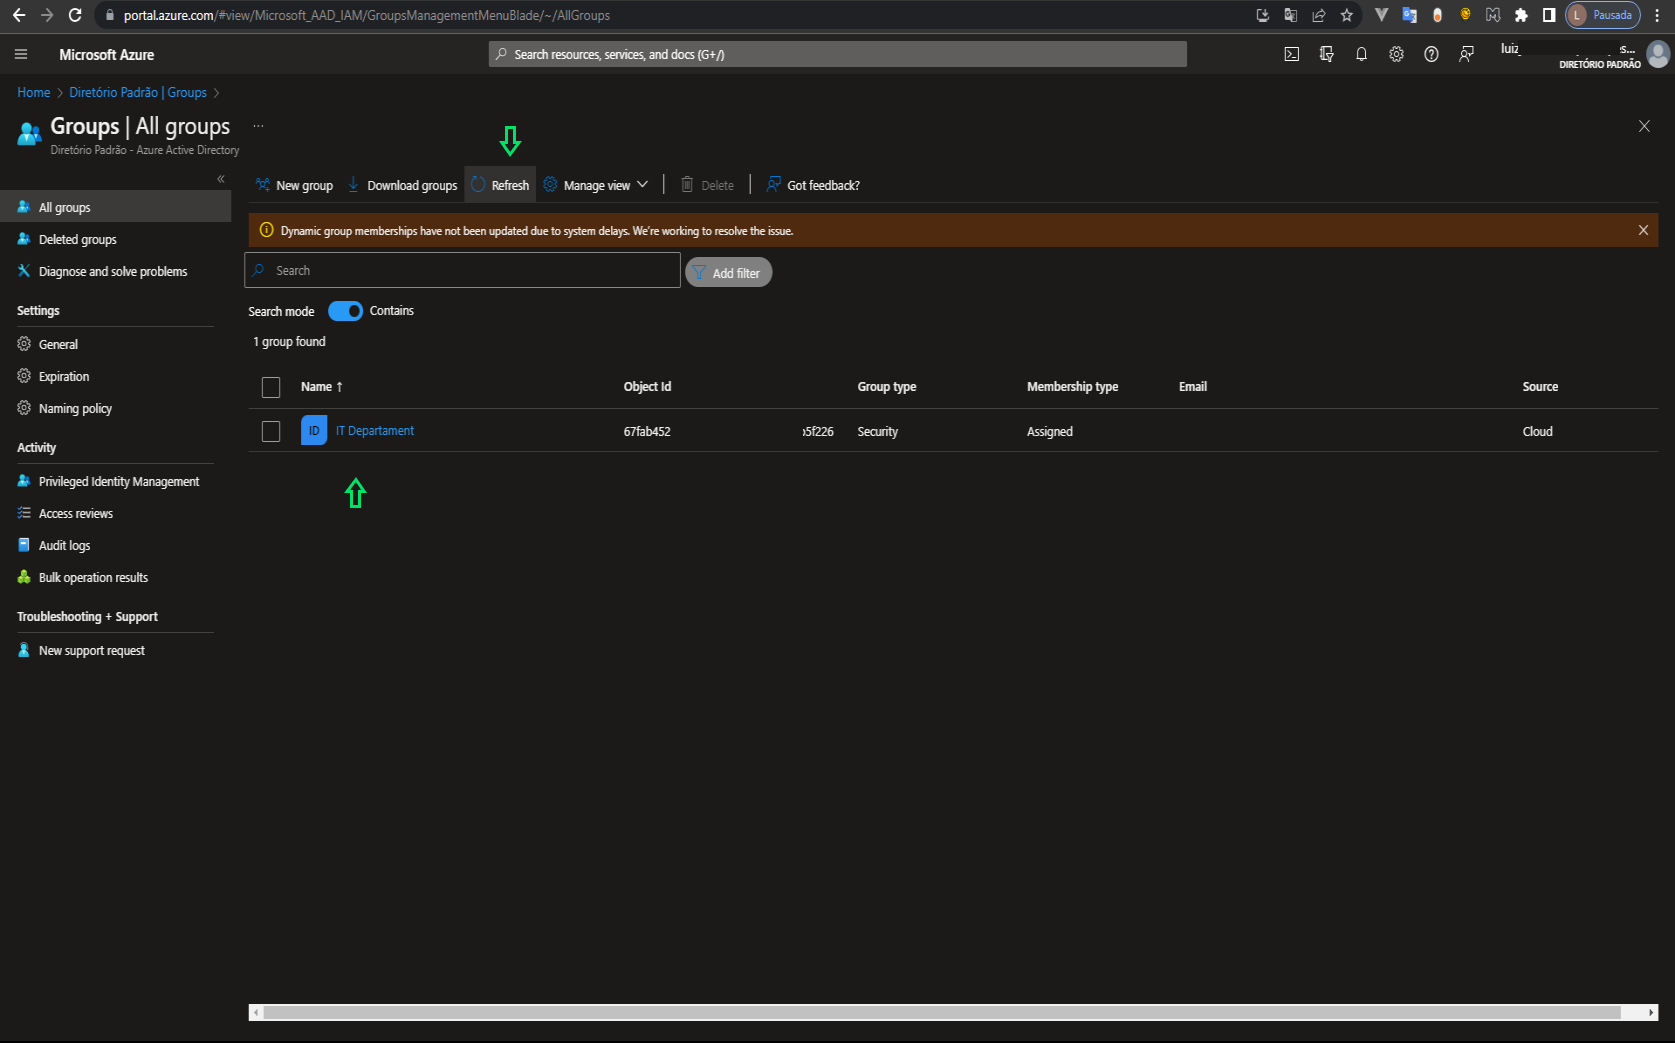 portal.azure.com/#view/Microsoft_AAD_IAM/GroupsManagementMenuBlade/~/AllGroups
L Pausada
Microsoft Azure
Search resources, services, and docs (G+/)
DIRETÓRIO PADRÃO
Home > Diretório Padrão | Groups >
Groups | All groups ...
Diretório Padrão - Azure Active Directory
«
New group
Download groups
Refresh
Manage view
Delete
Got feedback?
All groups
Deleted groups
Diagnose and solve problems
Settings
General
Expiration
Naming policy
Activity
Privileged Identity Management
Access reviews
Audit logs
Bulk operation results
Troubleshooting + Support
New support request
Dynamic group memberships have not been updated due to system delays. We're working to resolve the issue.
Search
Add filter
Search mode Contains
1 group found
Name ↑ Object Id Group type Membership type Email Source
ID IT Departament 67fab452 5f226 Security Assigned Cloud